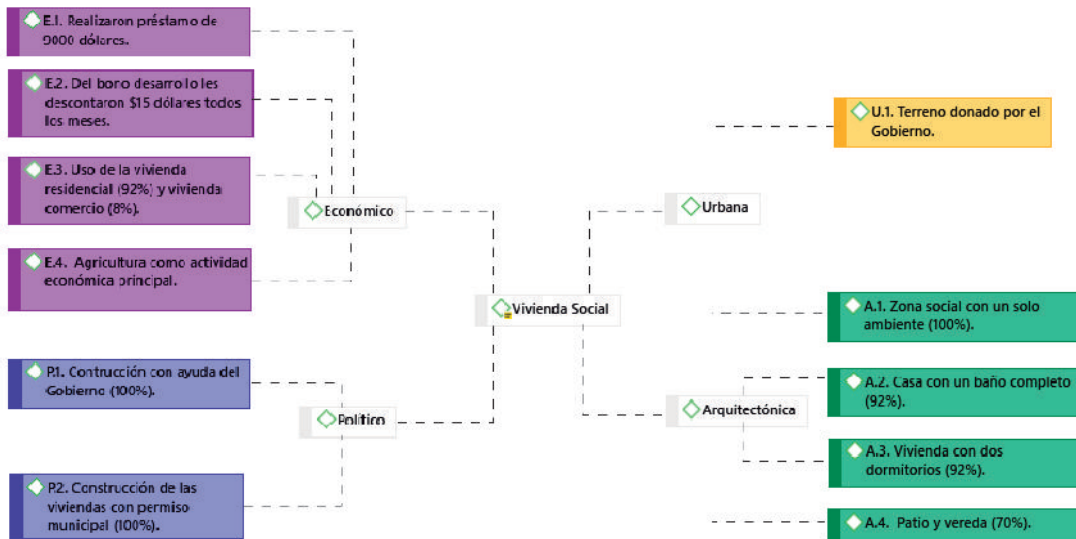 E.1. Realizaron préstamo de
9000 dólares.
E.2. Del bono desarrollo les
descontaron $15 dólares todos
los meses.
E.3. Uso de la vivienda
residencial (92%) y vivienda
comercio (8%).
E.4. Agricultura como actividad
económica principal.
P.1. Contrucción con ayuda del
Gobierno (100%).
P.2. Construcción de las
viviendas con permiso
municipal (100%).
Económico
Político
Vivienda Social
Urbana
Arquitectónica
U.1. Terreno donado por el
Gobierno.
A.1. Zona social con un solo
ambiente (100%).
A.2. Casa con un baño completo
(92%).
A.3. Vivienda con dos
dormitorios (92%).
A.4. Patio y vereda (70%).